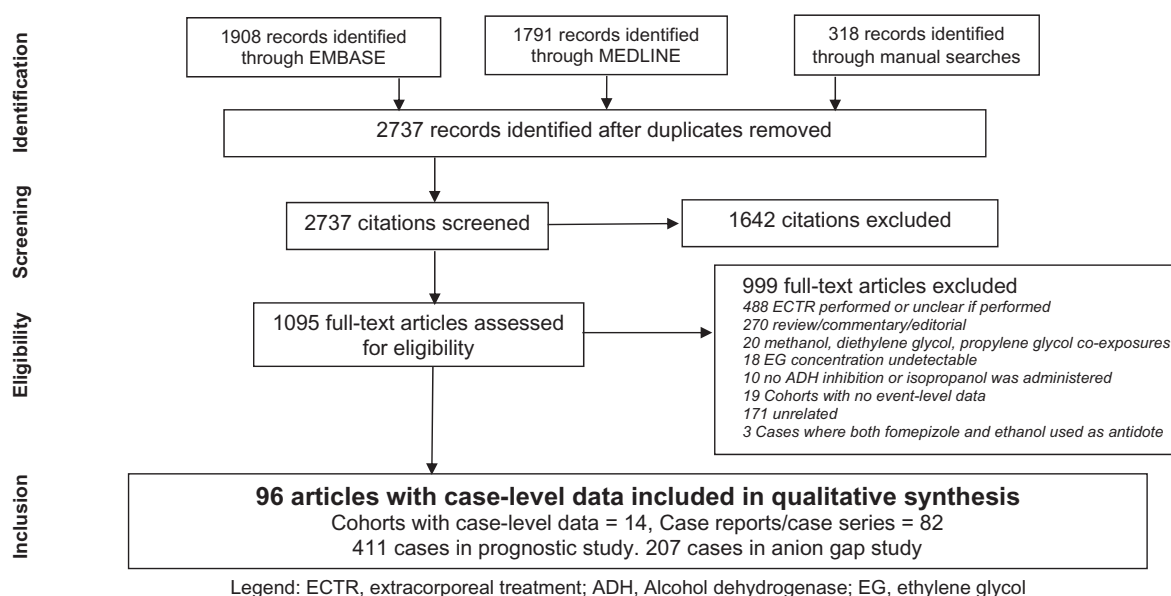 Identification
1908 records identified
through EMBASE
1791 records identified
through MEDLINE
318 records identified
through manual searches
2737 records identified after duplicates removed
Screening
2737 citations screened
1642 citations excluded
Eligibility
1095 full-text articles assessed
for eligibility
999 full-text articles excluded
488 ECTR performed or unclear if performed
270 review/commentary/editorial
20 methanol, diethylene glycol, propylene glycol co-exposures
18 EG concentration undetectable
10 no ADH inhibition or isopropanol was administered
19 Cohorts with no event-level data
171 unrelated
3 Cases where both fomepizole and ethanol used as antidote
Inclusion
96 articles with case-level data included in qualitative synthesis
Cohorts with case-level data = 14, Case reports/case series = 82
411 cases in prognostic study. 207 cases in anion gap study
Legend: ECTR, extracorporeal treatment; ADH, Alcohol dehydrogenase; EG, ethylene glycol